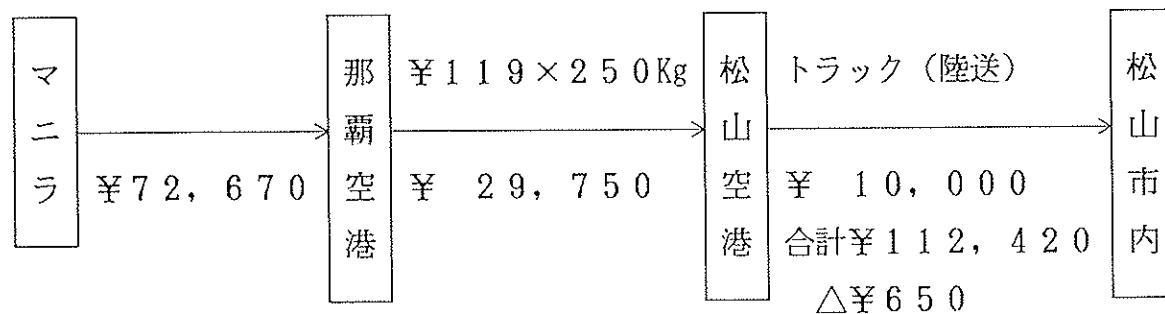 マニラ
¥72,670
那覇空港
¥119×250Kg
¥ 29,750
松山空港
トラック（陸送）
¥ 10,000
合計¥112,420
△¥650
松山市内